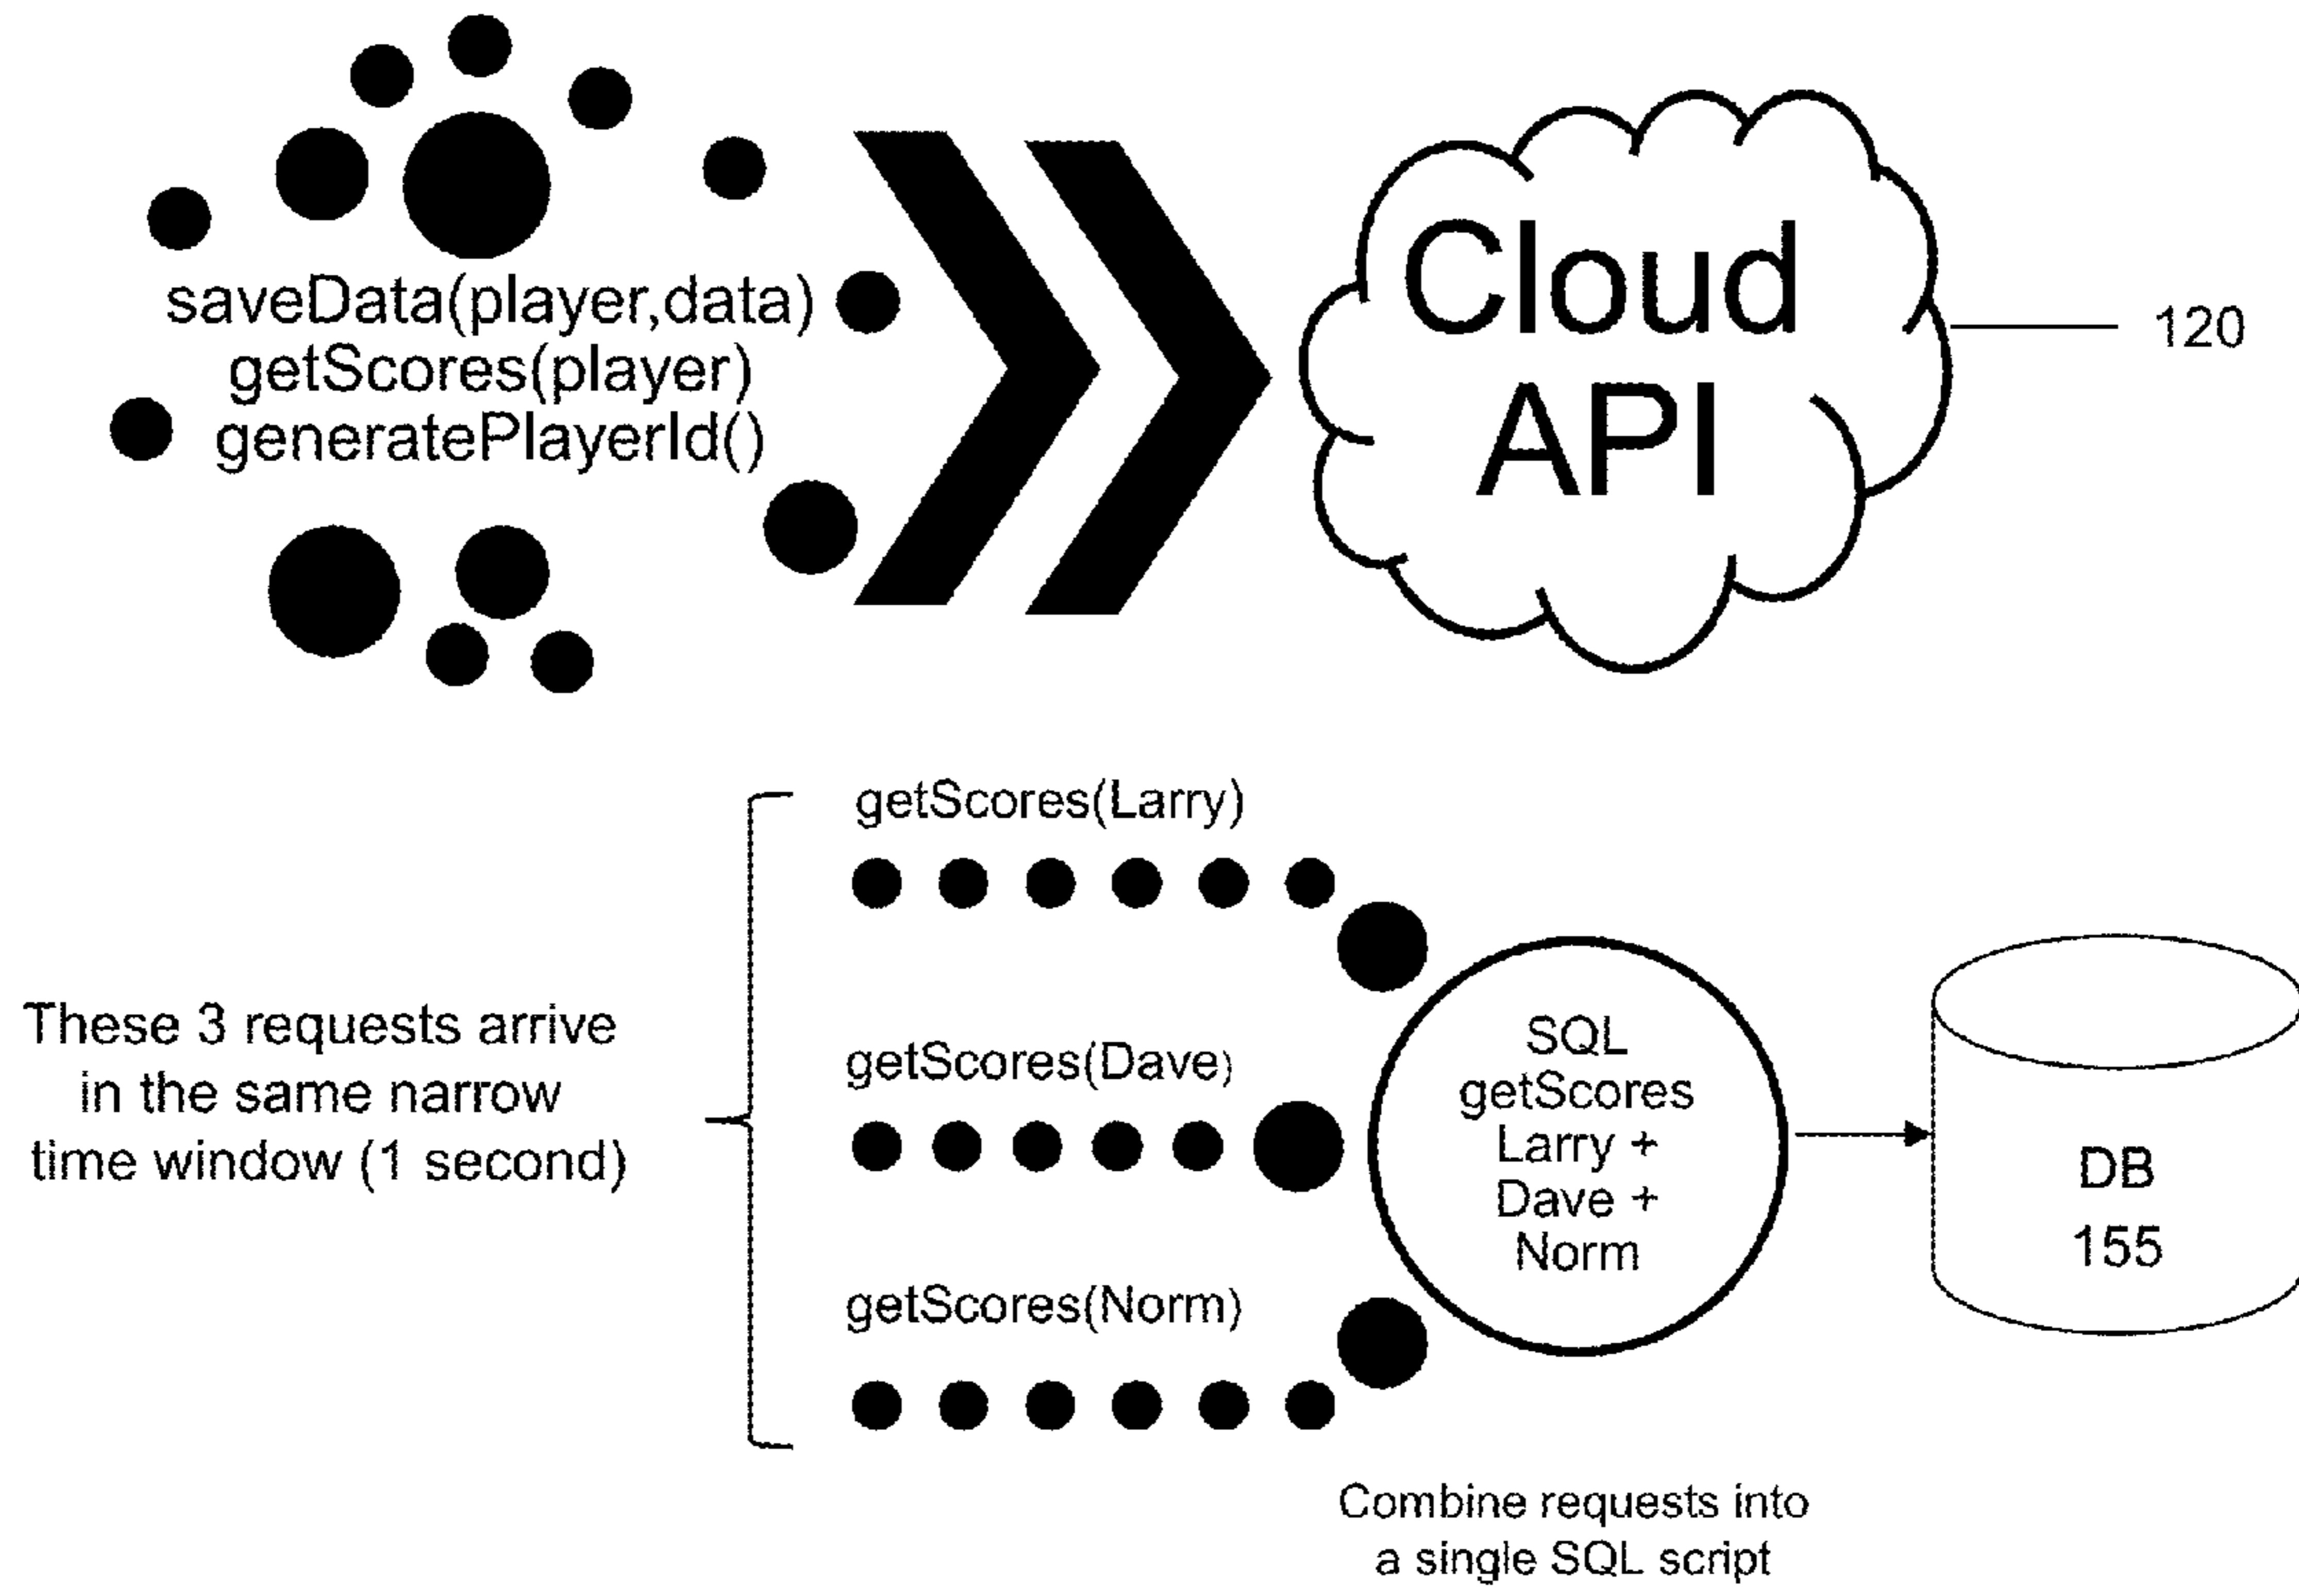 saveData(player,data)
getScores(player)
generatePlayerId()
Cloud
API
120
These 3 requests arrive
in the same narrow
time window (1 second)
getScores(Larry)
getScores(Dave)
getScores(Norm)
SQL
getScores
Larry +
Dave +
Norm
DB
155
Combine requests into
a single SQL script